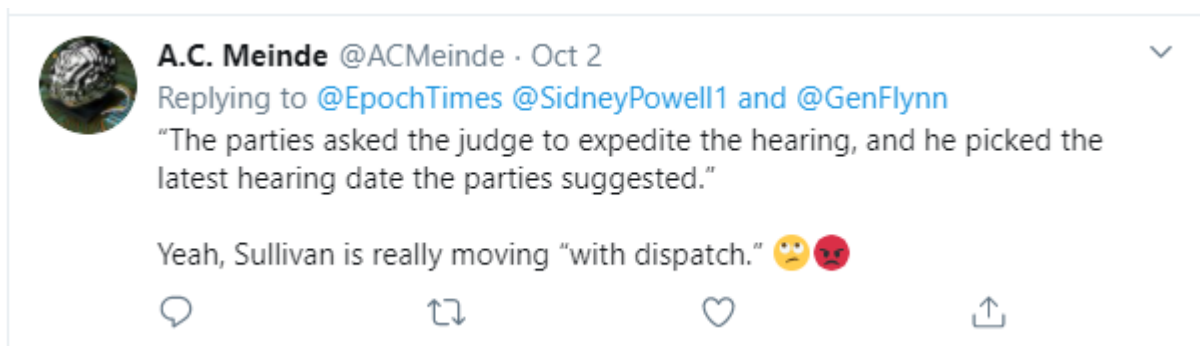 A.C. Meinde @ACMeinde · Oct 2
Replying to @EpochTimes @SidneyPowell1 and @GenFlynn
“The parties asked the judge to expedite the hearing, and he picked the
latest hearing date the parties suggested.”
Yeah, Sullivan is really moving “with dispatch.” 🙄😡